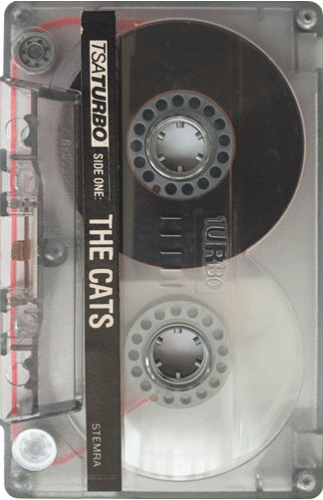 TSATURBO
SIDE ONE:
THE CATS
STEMRA
TURBO